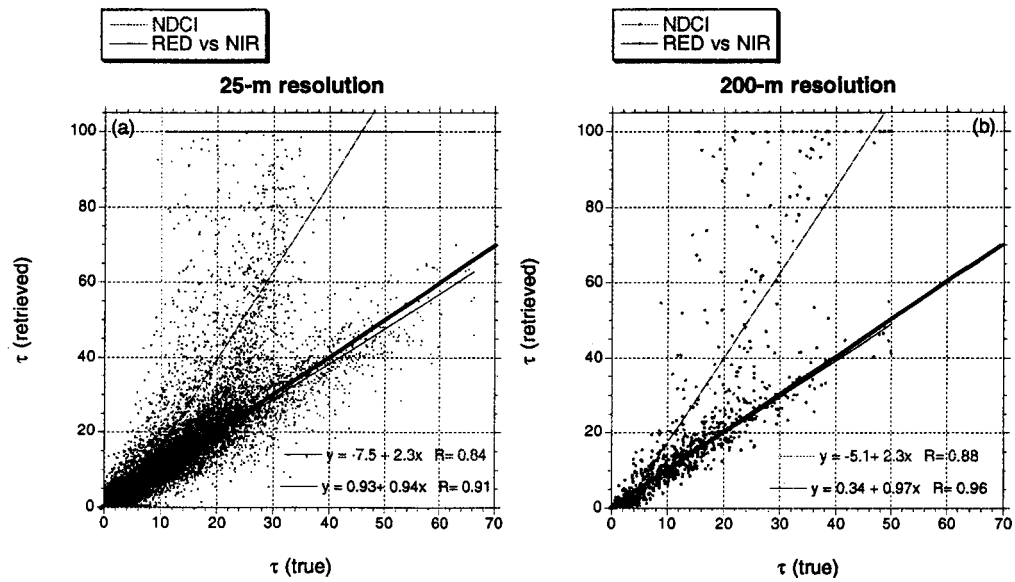 NDCI
RED vs NIR
25-m resolution
(a)
100
80
60
40
20
0
τ (retrieved)
y = -7.5 + 2.3x R= 0.84
y = 0.93+ 0.94x R= 0.91
0 10 20 30 40 50 60 70
τ (true)
NDCI
RED vs NIR
200-m resolution
(b)
100
80
60
40
20
0
τ (retrieved)
y = -5.1+ 2.3x R= 0.88
y = 0.34 + 0.97x R= 0.96
0 10 20 30 40 50 60 70
τ (true)